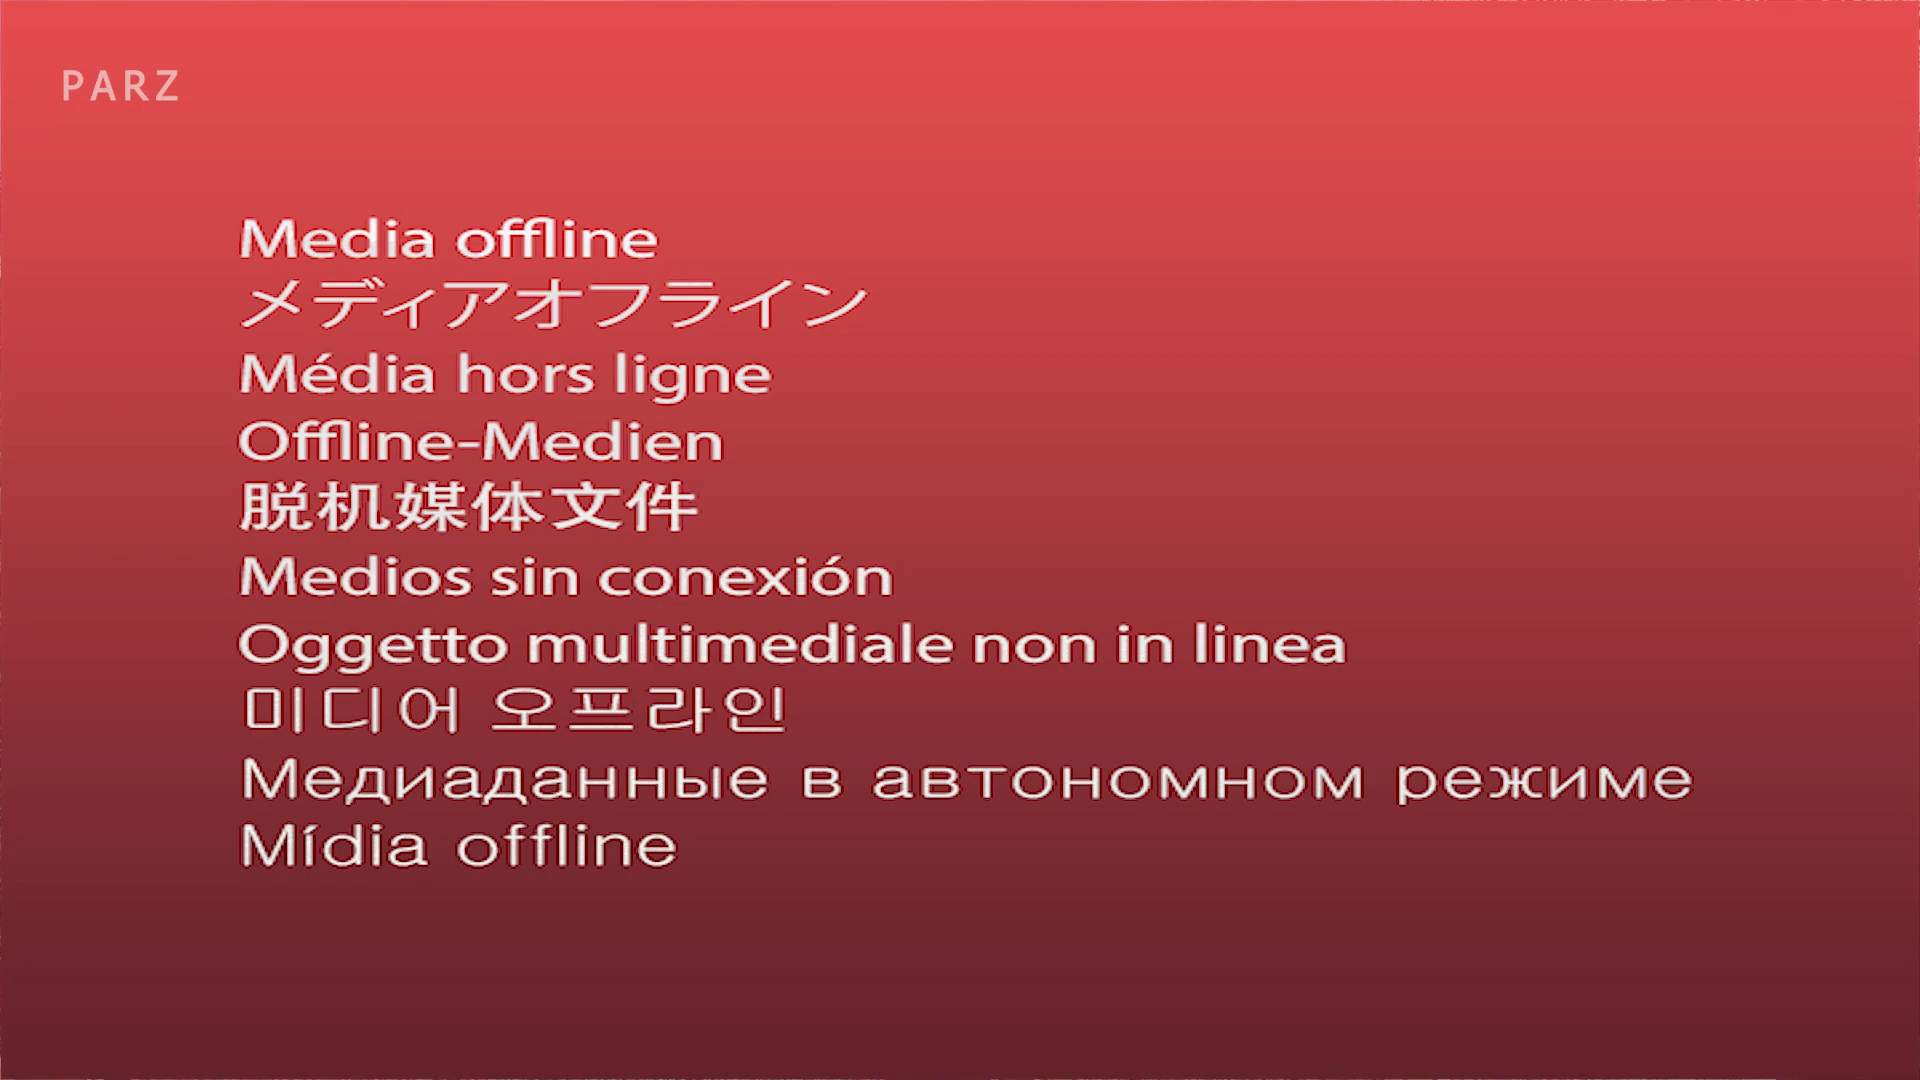 PARZ
Media offline
メディアオフライン
Média hors ligne
Offline-Medien
脱机媒体文件
Medios sin conexión
Oggetto multimediale non in linea
미디어 오프라인
Медиаданные в автономном режиме
Mídia offline